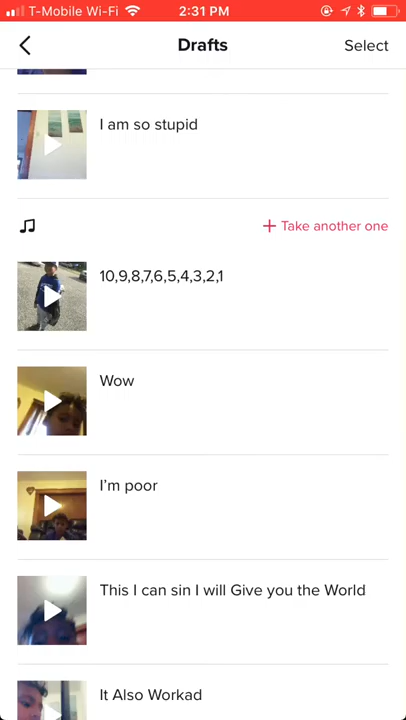 T-Mobile Wi-Fi 2:31 PM
Drafts Select
I am so stupid
+ Take another one
10,9,8,7,6,5,4,3,2,1
Wow
I'm poor
This I can sin I will Give you the World
It Also Workad